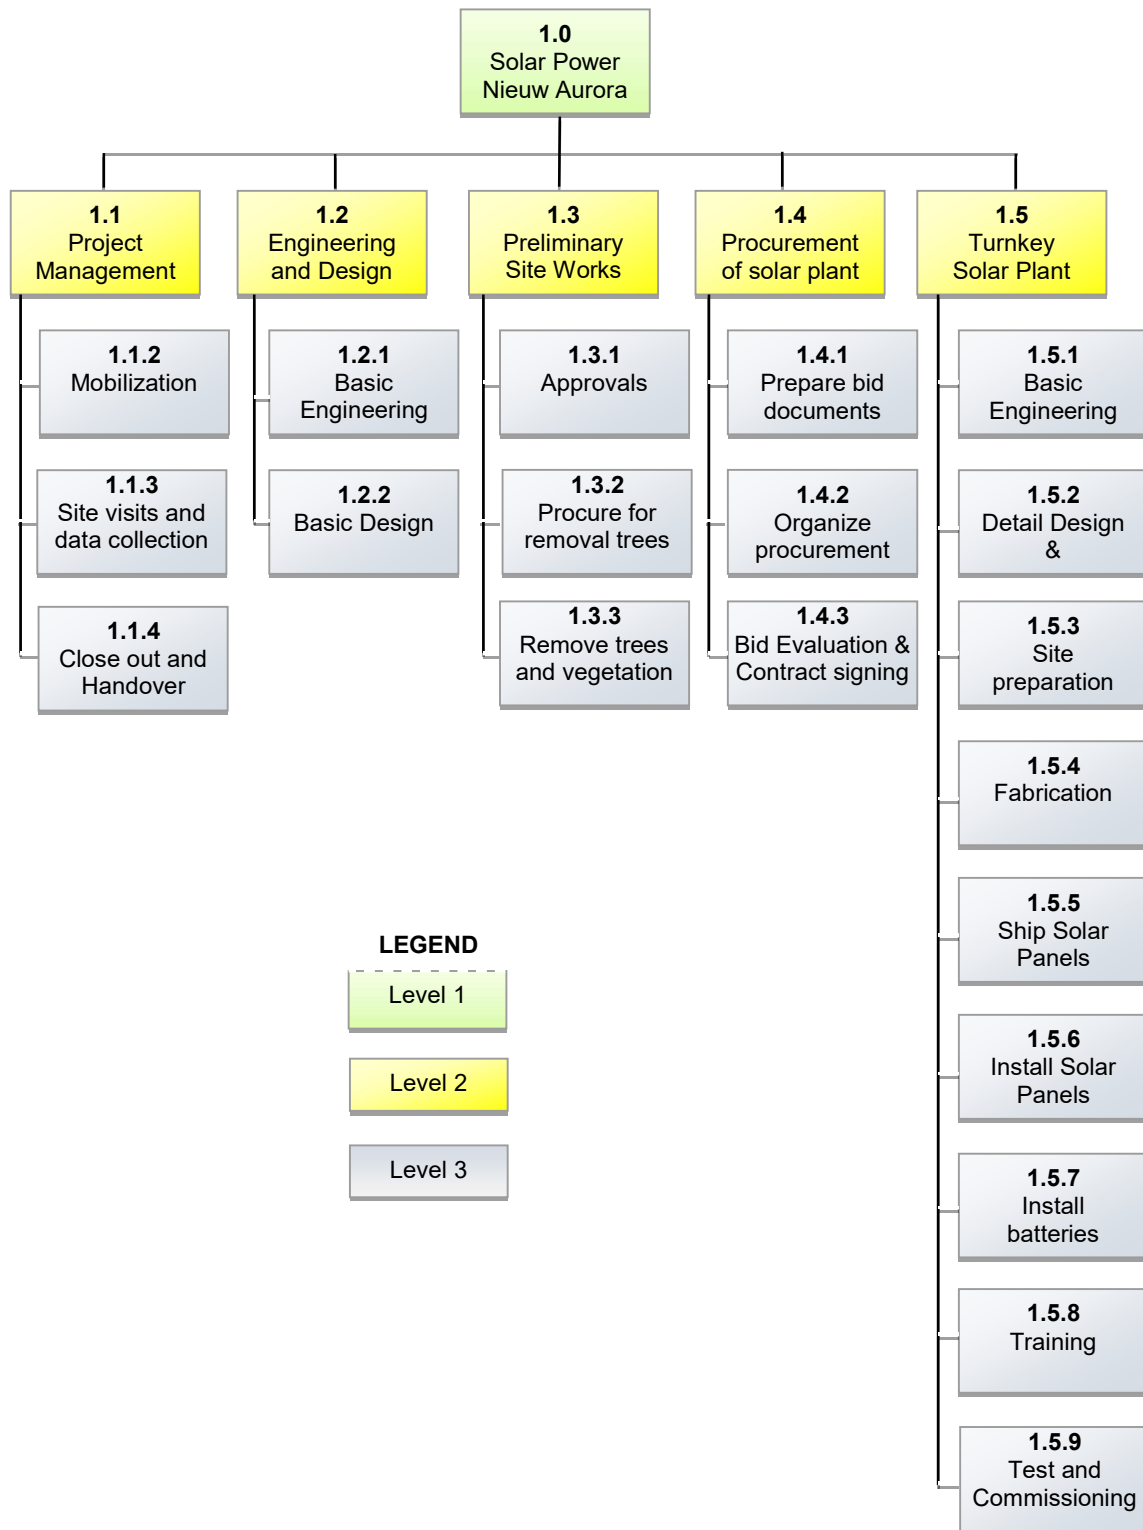 1.0
Solar Power
Nieuw Aurora
1.1
Project
Management
1.2
Engineering
and Design
1.3
Preliminary
Site Works
1.4
Procurement
of solar plant
1.5
Turnkey
Solar Plant
1.1.2
Mobilization
1.1.3
Site visits and
data collection
1.1.4
Close out and
Handover
1.2.1
Basic
Engineering
1.2.2
Basic Design
1.3.1
Approvals
1.3.2
Procure for
removal trees
1.3.3
Remove trees
and vegetation
1.4.1
Prepare bid
documents
1.4.2
Organize
procurement
1.4.3
Bid Evaluation &
Contract signing
1.5.1
Basic
Engineering
1.5.2
Detail Design
&
1.5.3
Site
preparation
1.5.4
Fabrication
1.5.5
Ship Solar
Panels
1.5.6
Install Solar
Panels
1.5.7
Install
batteries
1.5.8
Training
1.5.9
Test and
Commissioning
LEGEND
Level 1
Level 2
Level 3